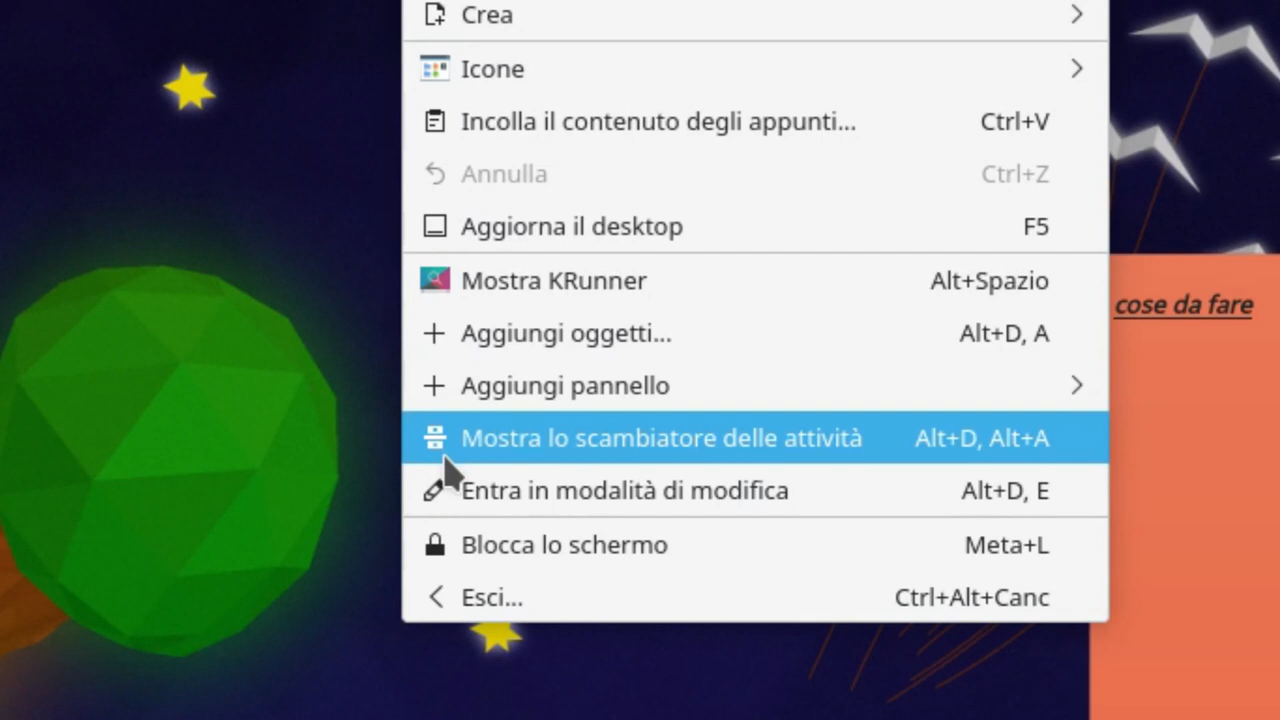 Crea
Icone
Incolla il contenuto degli appunti... Ctrl+V
Annulla Ctrl+Z
Aggiorna il desktop F5
Mostra KRunner Alt+Spazio
Aggiungi oggetti... Alt+D, A
Aggiungi pannello
Mostra lo scambiatore delle attività Alt+D, Alt+A
Entra in modalità di modifica Alt+D, E
Blocca lo schermo Meta+L
Esci... Ctrl+Alt+Canc
cose da fare